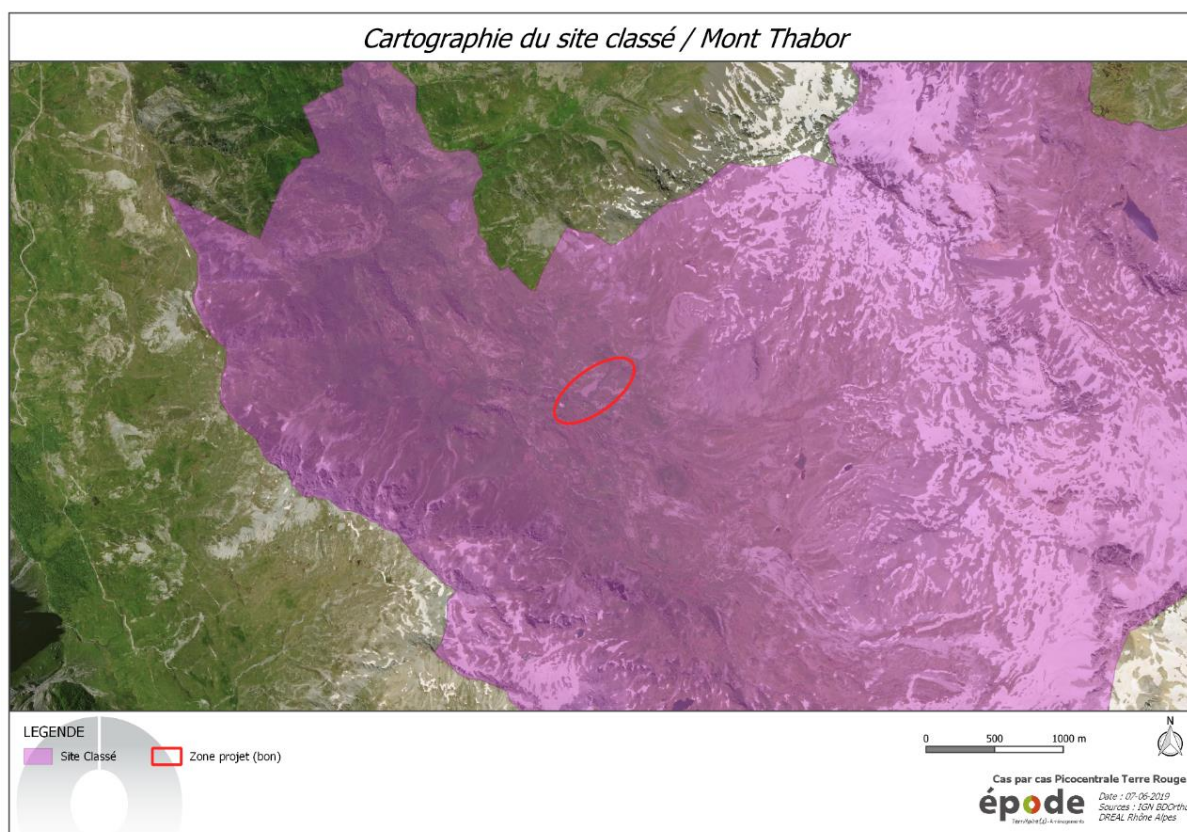 Cartographie du site classé / Mont Thabor
LEGENDE
Site Classé
Zone projet (bon)
0 500 1000 m
N
Cas par cas Picocentrale Terre Rouge
épode
Date : 07-06-2019
Sources : IGN BDOrtho
DREAL Rhône Alpes